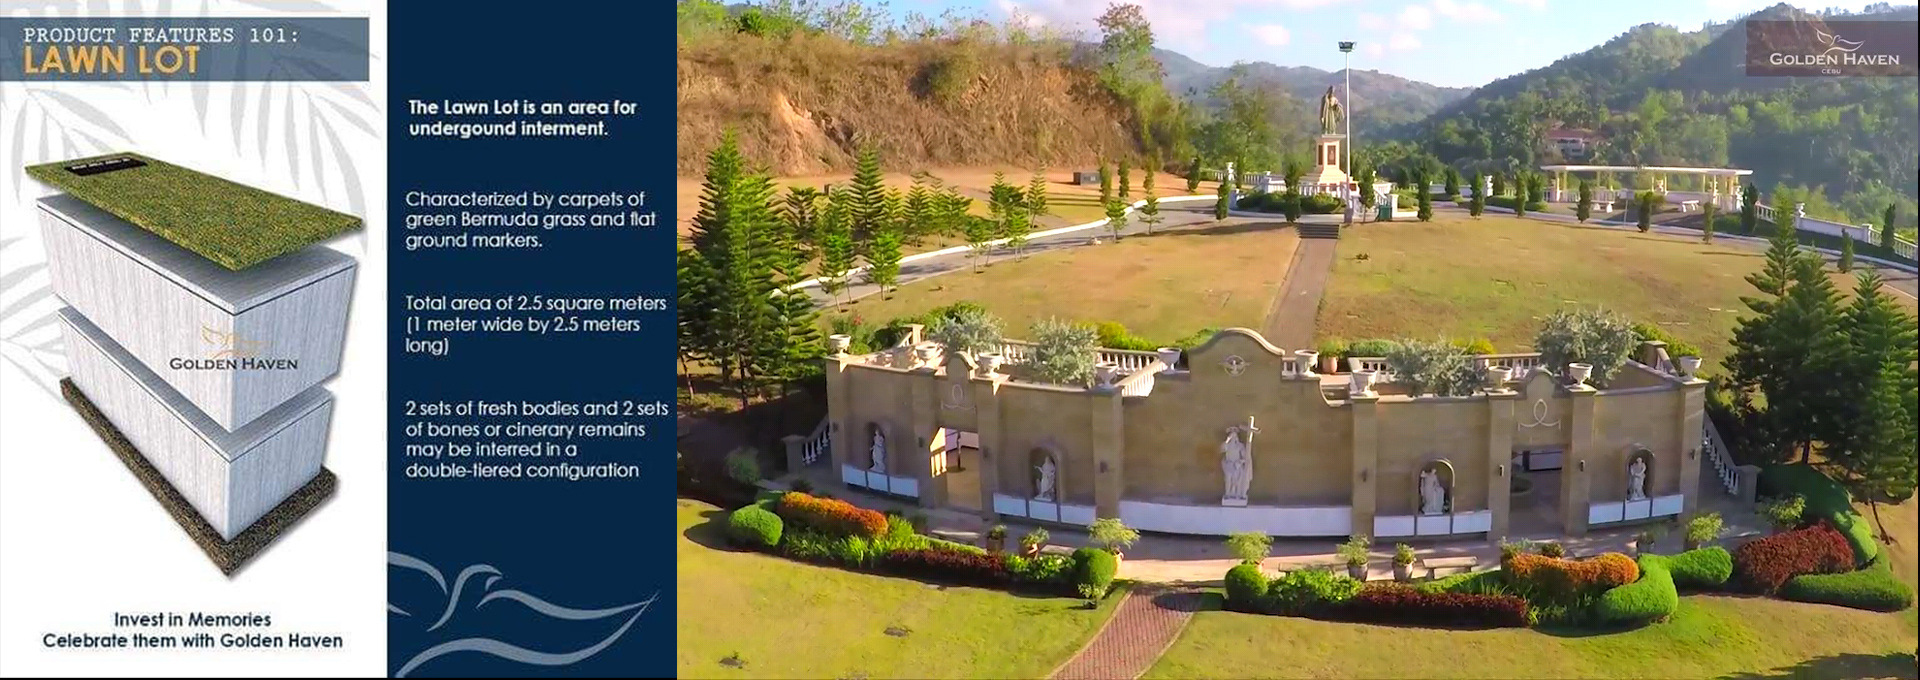 PRODUCT FEATURES 101:
LAWN LOT
GOLDEN HAVEN
Invest in Memories
Celebrate them with Golden Haven
The Lawn Lot is an area for
undergound interment.
Characterized by carpets of
green Bermuda grass and flat
ground markers.
Total area of 2.5 square meters
(1 meter wide by 2.5 meters
long)
2 sets of fresh bodies and 2 sets
of bones or cinerary remains
may be interred in a
double-tiered configuration
GOLDEN HAVEN
CEBU